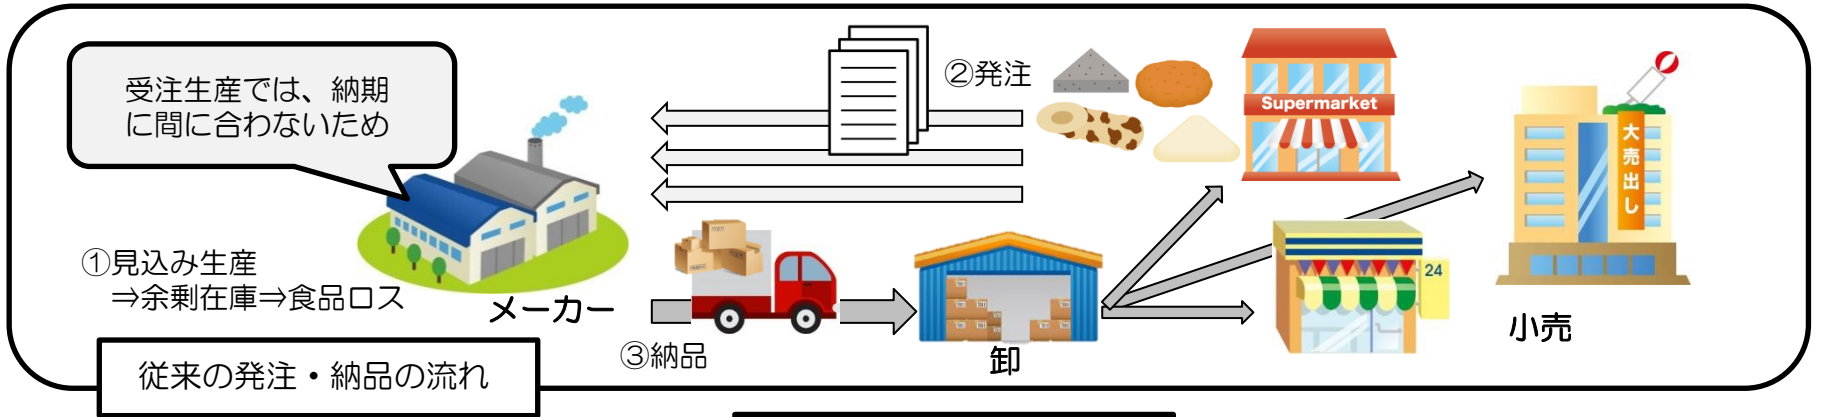 受注生産では、納期
に間に合わないため
②発注
Supermarket
大売出し
①見込み生産
⇒余剰在庫⇒食品ロス
メーカー
24
③納品
卸
小売
従来の発注・納品の流れ